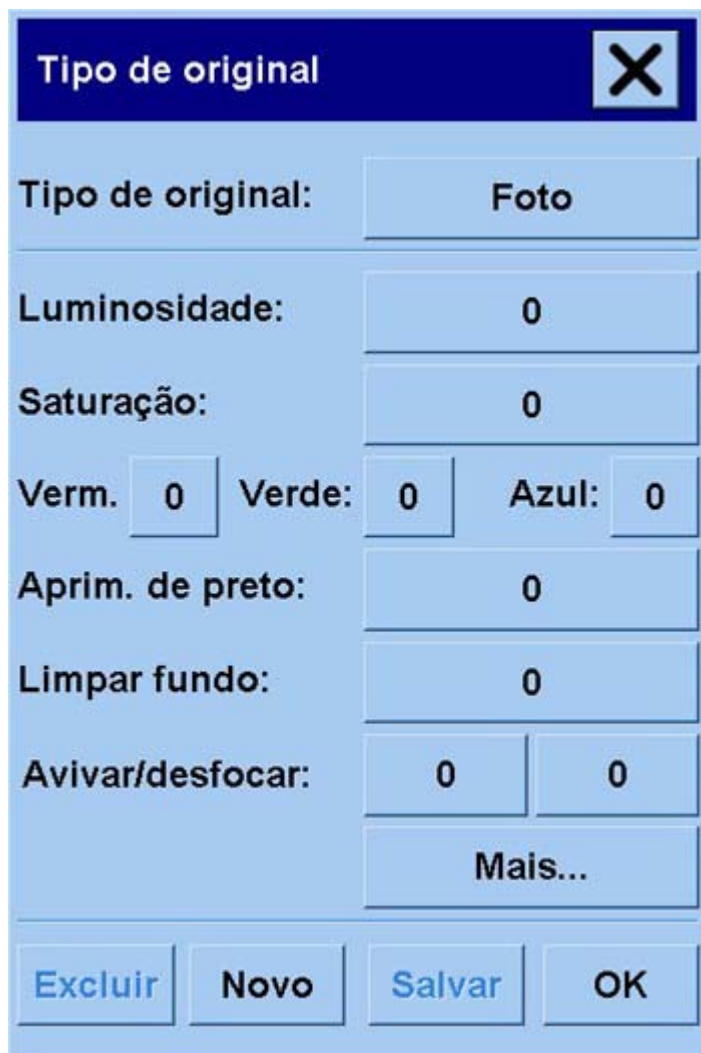 Tipo de original
Tipo de original: Foto
Luminosidade: 0
Saturação: 0
Verm. 0 Verde: 0 Azul: 0
Aprim. de preto: 0
Limpar fundo: 0
Avivar/desfocar: 0 0
Mais...
Excluir Novo Salvar OK